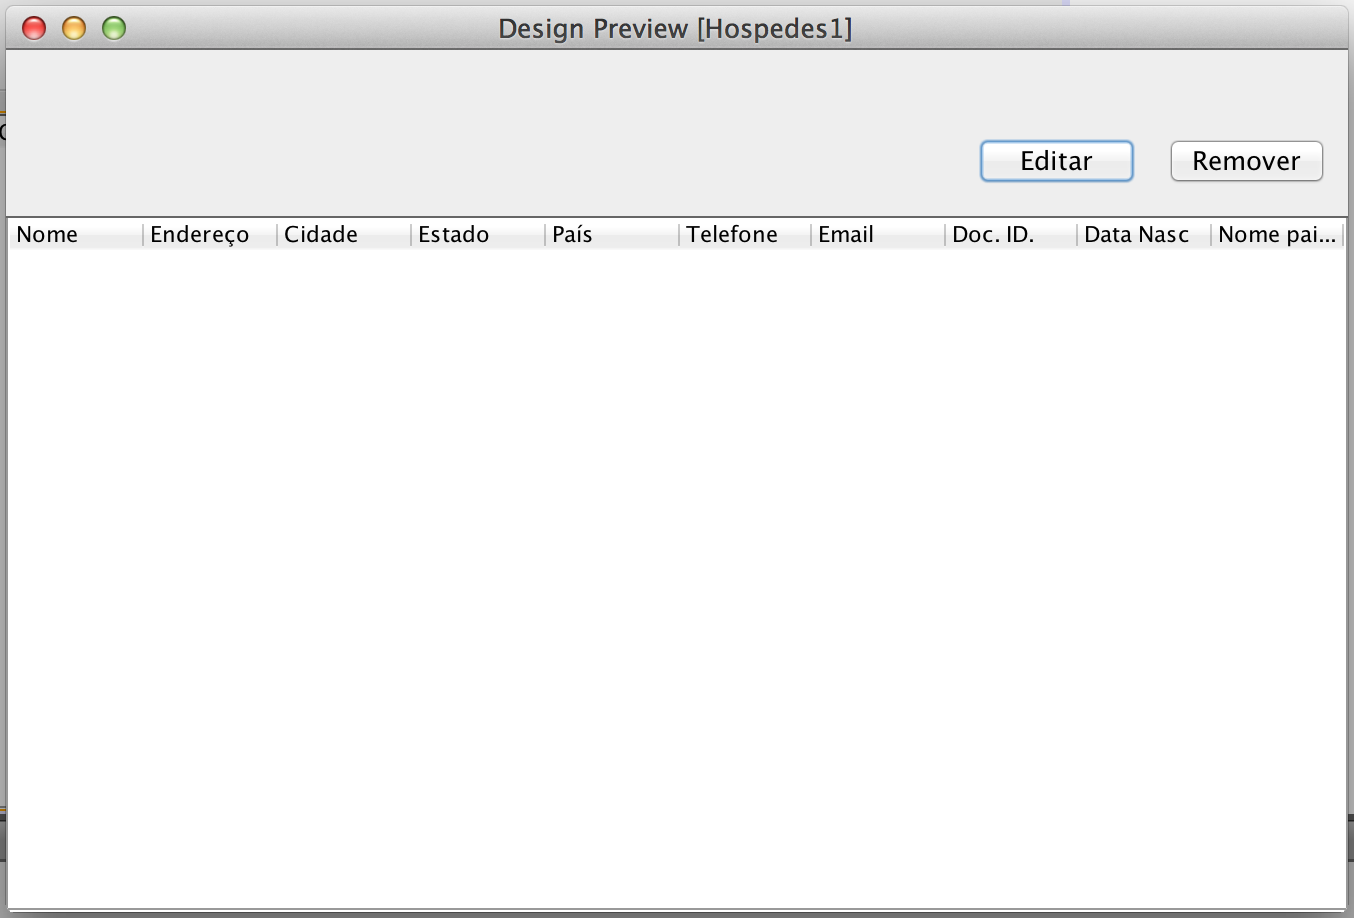 Design Preview [Hospedes1]
Editar Remover
Nome Endereço Cidade Estado País Telefone Email Doc. ID. Data Nasc Nome pai...